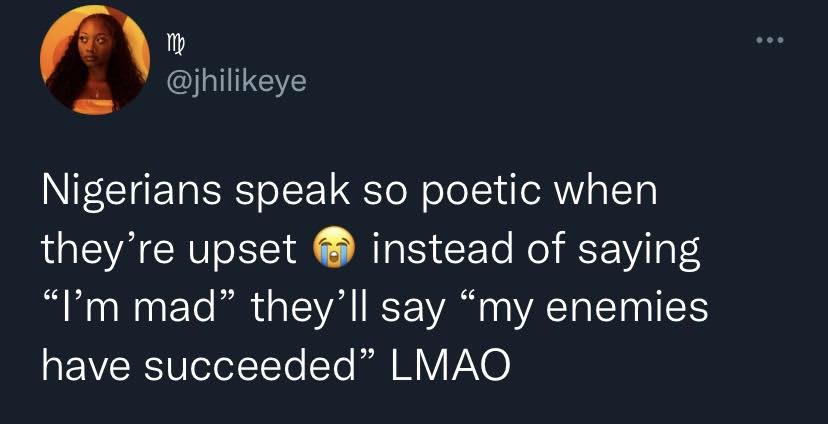 ♍︎
@jhilikeye
Nigerians speak so poetic when
they’re upset 😭 instead of saying
“I’m mad” they’ll say “my enemies
have succeeded” LMAO